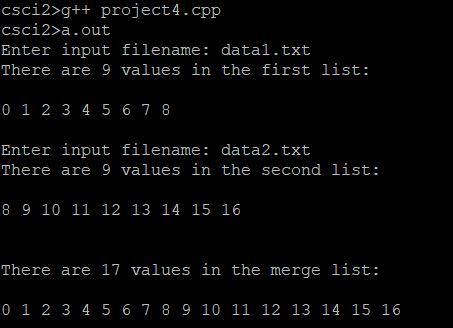 csci2>g++ project4.cpp
csci2>a.out
Enter input filename: data1.txt
There are 9 values in the first list:
0 1 2 3 4 5 6 7 8
Enter input filename: data2.txt
There are 9 values in the second list:
8 9 10 11 12 13 14 15 16
There are 17 values in the merge list:
0 1 2 3 4 5 6 7 8 9 10 11 12 13 14 15 16